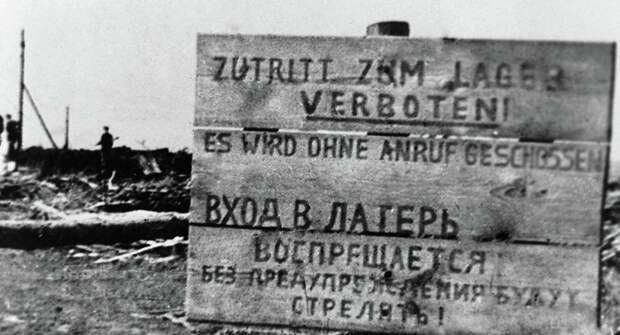 ZUTRITT ZUM LAGER
VERBOTEN!
ES WIRD OHNE ANRUF GESCHOSSEN
ВХОД В ЛАГЕРЬ
ВОСПРЕЩАЕТСЯ
БЕЗ ПРЕДУПРЕЖДЕНИЯ БУДУТ
СТРЕЛЯТЬ!